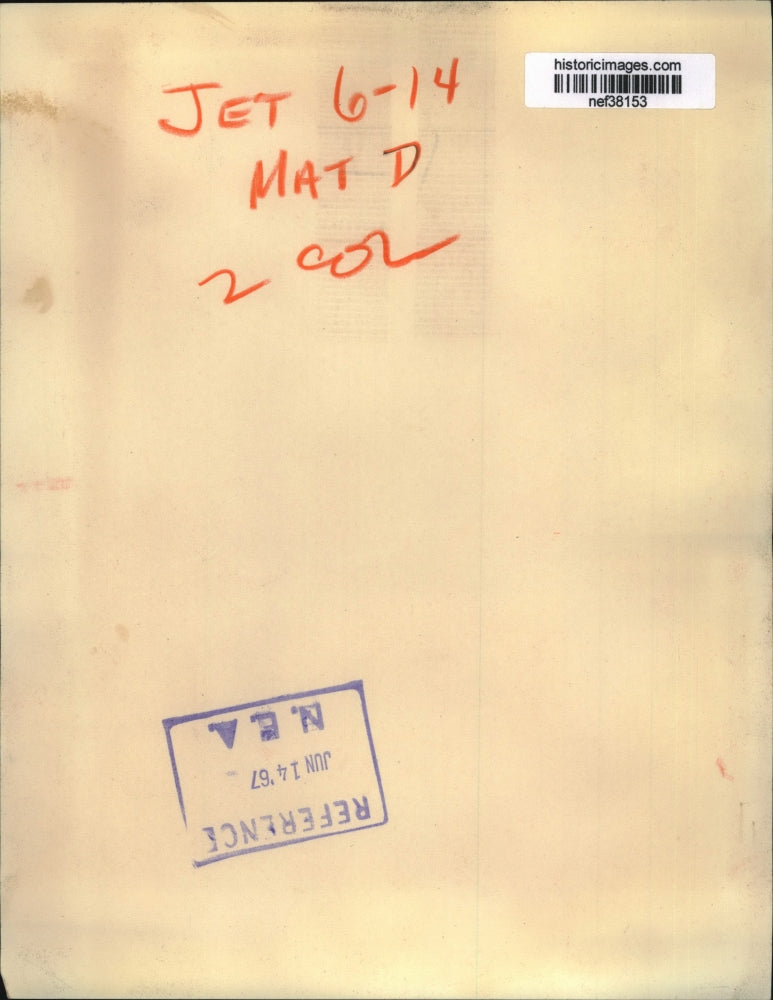 historicimages.com
nef38153
JET 6-14
MAT D
2 COL
REFERENCE
JUN 14 '67
N.E.A.